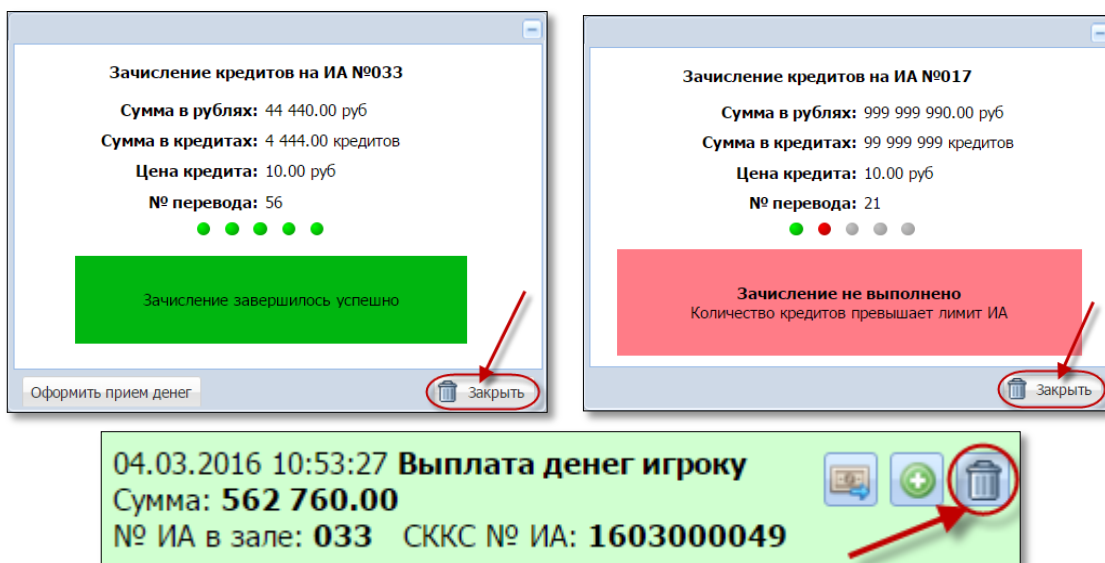 Зачисление кредитов на ИА №033
Сумма в рублях: 44 440.00 руб
Сумма в кредитах: 4 444.00 кредитов
Цена кредита: 10.00 руб
№ перевода: 56
Зачисление завершилось успешно
Оформить прием денег
Закрыть
Зачисление кредитов на ИА №017
Сумма в рублях: 999 999 990.00 руб
Сумма в кредитах: 99 999 999 кредитов
Цена кредита: 10.00 руб
№ перевода: 21
Зачисление не выполнено
Количество кредитов превышает лимит ИА
Закрыть
04.03.2016 10:53:27 Выплата денег игроку
Сумма: 562 760.00
№ ИА в зале: 033 СККС № ИА: 1603000049